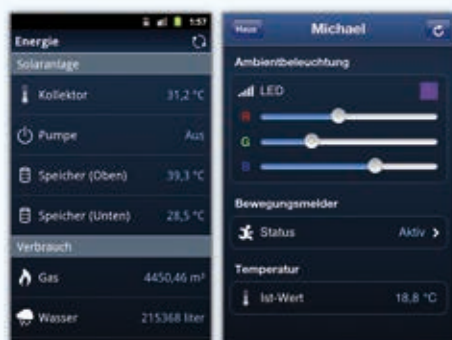 1:57
Energie
Solaranlage
Kollektor 31,2 °C
Pumpe Aus
Speicher (Oben) 39,3 °C
Speicher (Unten) 28,5 °C
Verbrauch
Gas 4450,46 m³
Wasser 215368 liter
Haus Michael
Ambientbeleuchtung
LED
R
G
B
Bewegungsmelder
Status Aktiv
Temperatur
Ist-Wert 18,8 °C